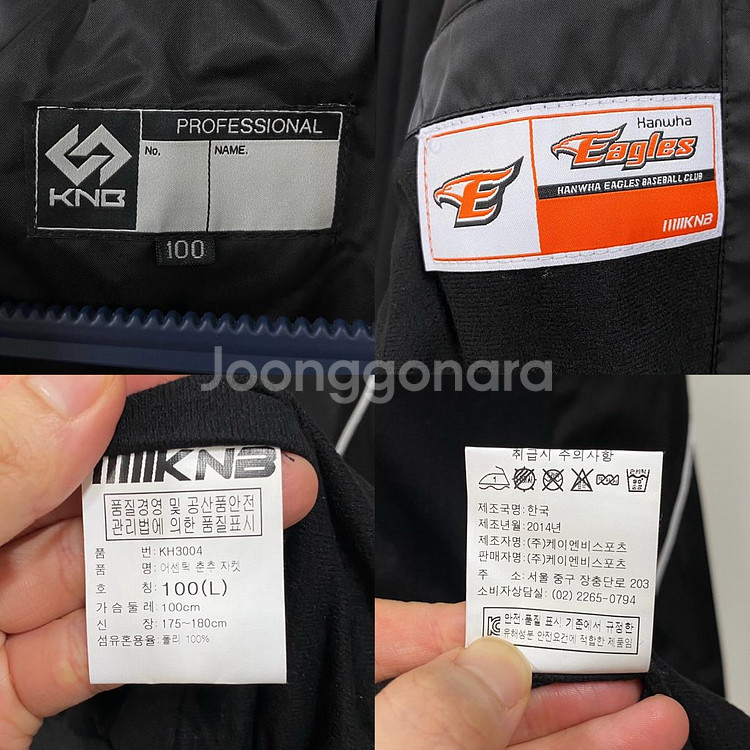 PROFESSIONAL
No.
NAME.
KNB
100
Hanwha
Eagles
HANWHA EAGLES BASEBALL CLUB
E
KNB
Joonggonara
KNB
품질경영 및 공산품안전
관리법에 의한 품질표시
품 번: KH3004
품 명: 어센틱 춘추 자켓
호 칭: 100(L)
가슴둘레: 100cm
신 장: 175~180cm
섬유혼용율: 폴리 100%
취급시 주의사항
제조국명: 한국
제조년월: 2014년
제조자명: (주)케이엔비스포츠
판매자명: (주)케이엔비스포츠
주 소: 서울 중구 장충단로 203
소비자상담실: (02) 2265-0794
안전·품질 표시 기준에서 규정한
유해성분 안전요건에 적합한 제품임